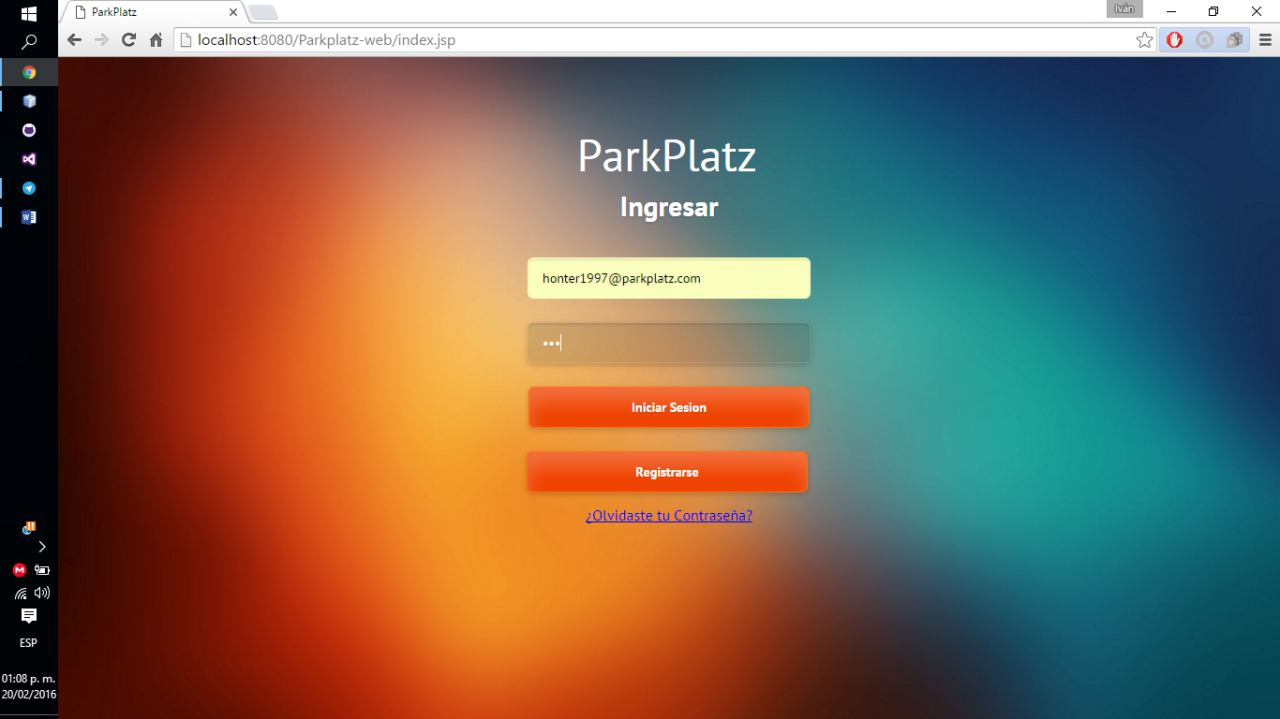 ParkPlatz
Iván
localhost:8080/Parkplatz-web/index.jsp
ParkPlatz
Ingresar
honter1997@parkplatz.com
•••
Iniciar Sesion
Registrarse
¿Olvidaste tu Contraseña?
ESP
01:08 p. m.
20/02/2016